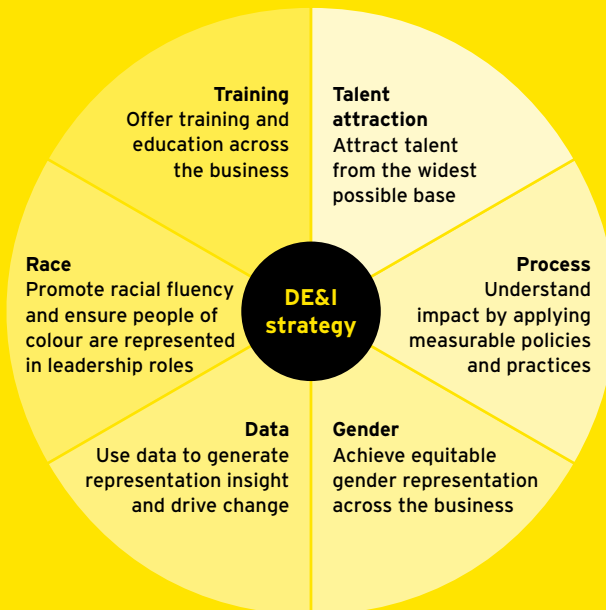 Training
Offer training and
education across
the business
Talent
attraction
Attract talent
from the widest
possible base
Race
Promote racial fluency
and ensure people of
colour are represented
in leadership roles
DE&I
strategy
Process
Understand
impact by applying
measurable policies
and practices
Data
Use data to generate
representation insight
and drive change
Gender
Achieve equitable
gender representation
across the business